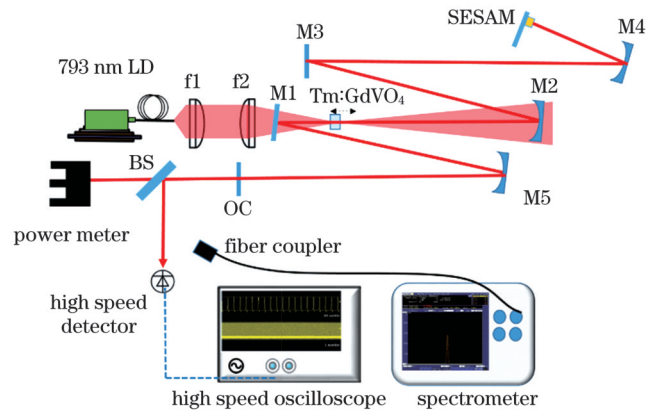 SESAM
M4
M3
793 nm LD
f1
f2
M1
Tm:GdVO₄
M2
BS
OC
M5
power meter
fiber coupler
high speed
detector
high speed oscilloscope
spectrometer